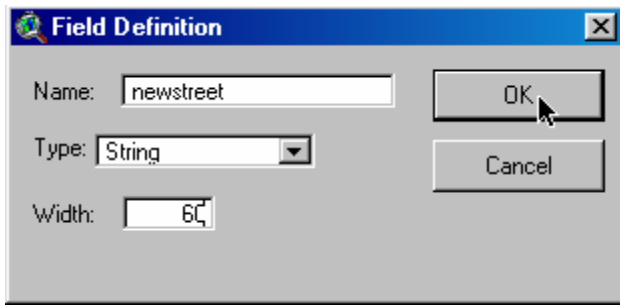 Field Definition
Name: newstreet
OK
Type: String
Cancel
Width: 60